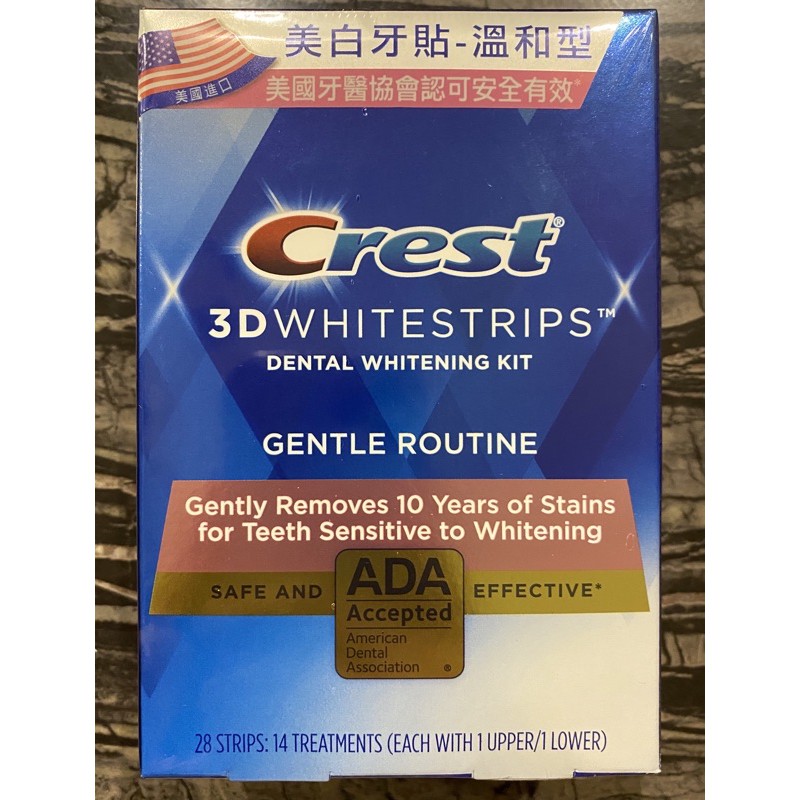 美白牙貼-溫和型
美國進口
美國牙醫協會認可安全有效*
Crest®
3DWHITESTRIPS™
DENTAL WHITENING KIT
GENTLE ROUTINE
Gently Removes 10 Years of Stains
for Teeth Sensitive to Whitening
SAFE AND
ADA
Accepted
American
Dental
Association ®
EFFECTIVE*
28 STRIPS: 14 TREATMENTS (EACH WITH 1 UPPER/1 LOWER)